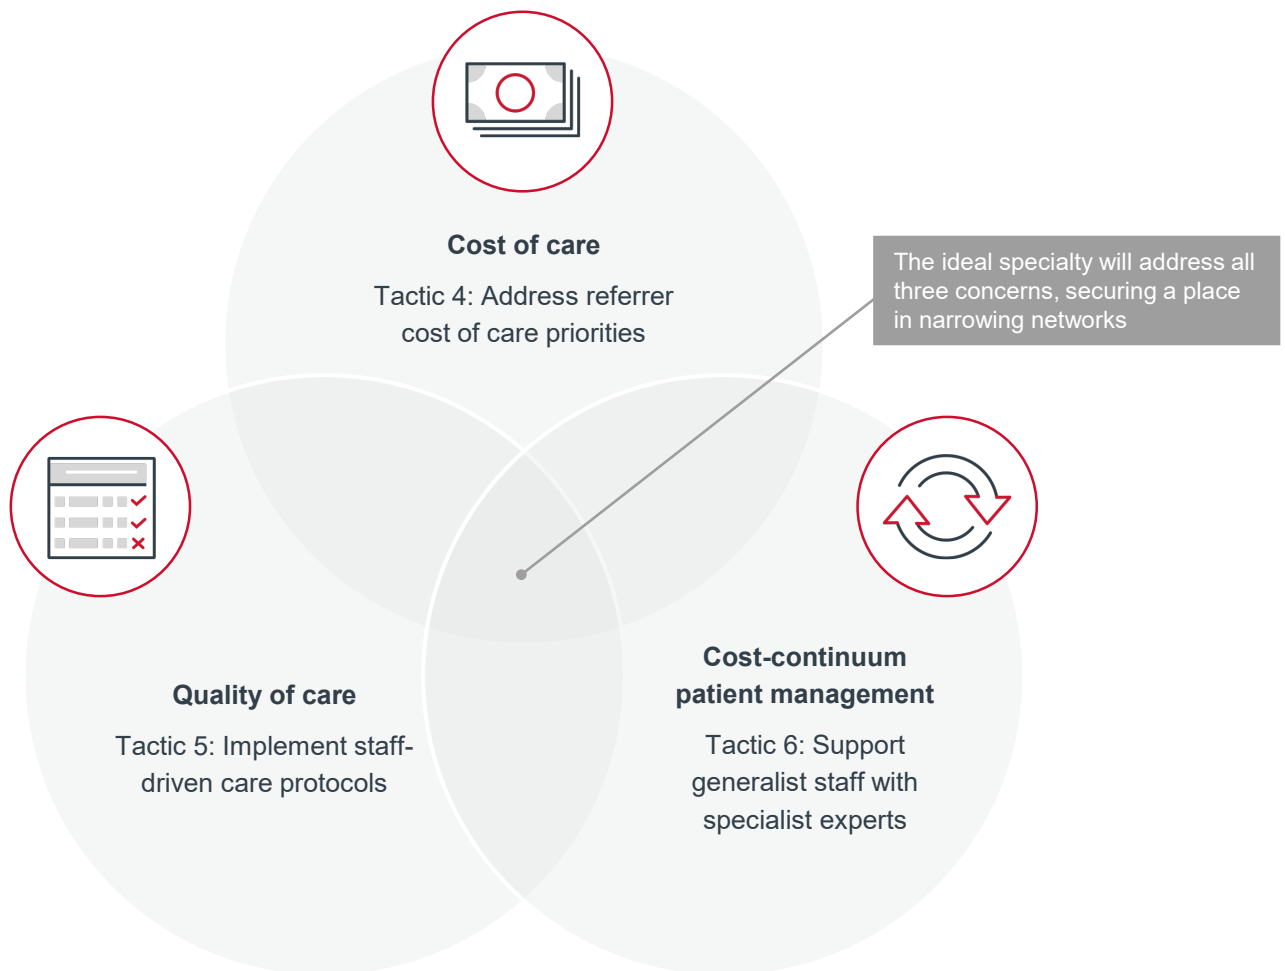 Cost of care
Tactic 4: Address referrer
cost of care priorities
The ideal specialty will address all
three concerns, securing a place
in narrowing networks
Quality of care
Tactic 5: Implement staff-
driven care protocols
Cost-continuum
patient management
Tactic 6: Support
generalist staff with
specialist experts